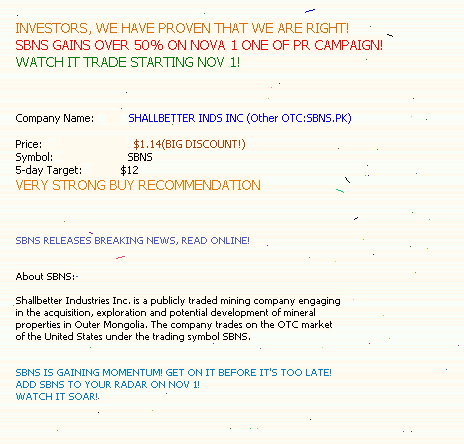 INVESTORS, WE HAVE PROVEN THAT WE ARE RIGHT!
SBNS GAINS OVER 50% ON NOVA 1 ONE OF PR CAMPAIGN!
WATCH IT TRADE STARTING NOV 1!
Company Name: SHALLBETTER INDS INC (Other OTC:SBNS.PK)
Price: $1.14(BIG DISCOUNT!)
Symbol: SBNS
5-day Target: $12
VERY STRONG BUY RECOMMENDATION
SBNS RELEASES BREAKING NEWS, READ ONLINE!
About SBNS:
Shallbetter Industries Inc. is a publicly traded mining company engaging
in the acquisition, exploration and potential development of mineral
properties in Outer Mongolia. The company trades on the OTC market
of the United States under the trading symbol SBNS.
SBNS IS GAINING MOMENTUM! GET ON IT BEFORE IT'S TOO LATE!
ADD SBNS TO YOUR RADAR ON NOV 1!
WATCH IT SOAR!